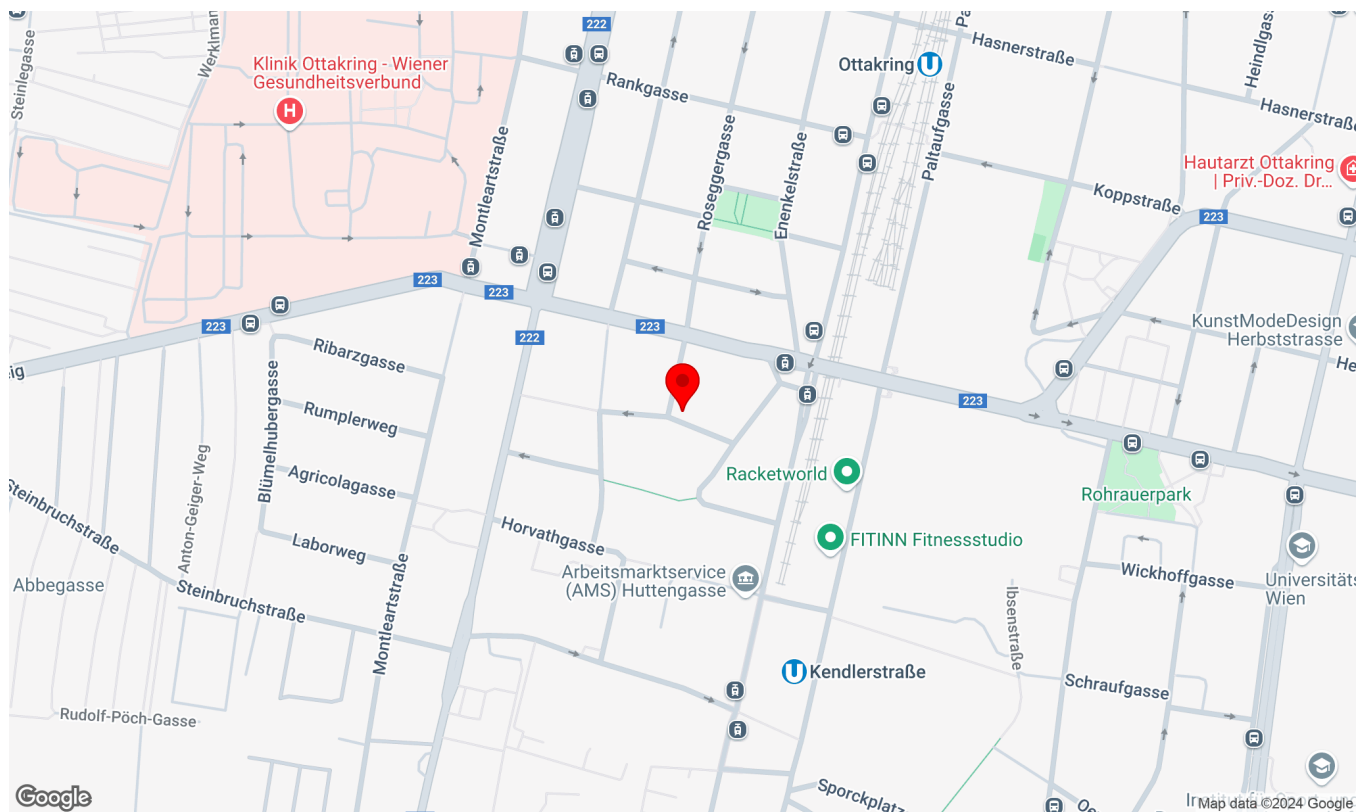 222
Steinlegasse
Werklman
Klinik Ottakring - Wiener
Gesundheitsverbund
H
Montleartstraße
Rankgasse
Roseggergasse
Enenkelstraße
Ottakring
U
Paltaufgasse
Hasnerstraße
Heindlgasse
Hasnerstraße
Hautarzt Ottakring
| Priv.-Doz. Dr...
Koppstraße
223
223
223
223
223
222
223
KunstModeDesign
Herbststrasse
Ribarzgasse
Rumplerweg
Agricolagasse
Laborweg
Blümelhubergasse
Anton-Geiger-Weg
Steinbruchstraße
Steinbruchstraße
Abbegasse
Montleartstraße
Rudolf-Pöch-Gasse
Horvathgasse
Arbeitsmarktservice
(AMS) Huttengasse
Racketworld
FITINN Fitnessstudio
U
Kendlerstraße
Rohrauerpark
Wickhoffgasse
Universitäts
Wien
Ibsenstraße
Schraufgasse
Sporckplatz
Google
Map data ©2024 Google